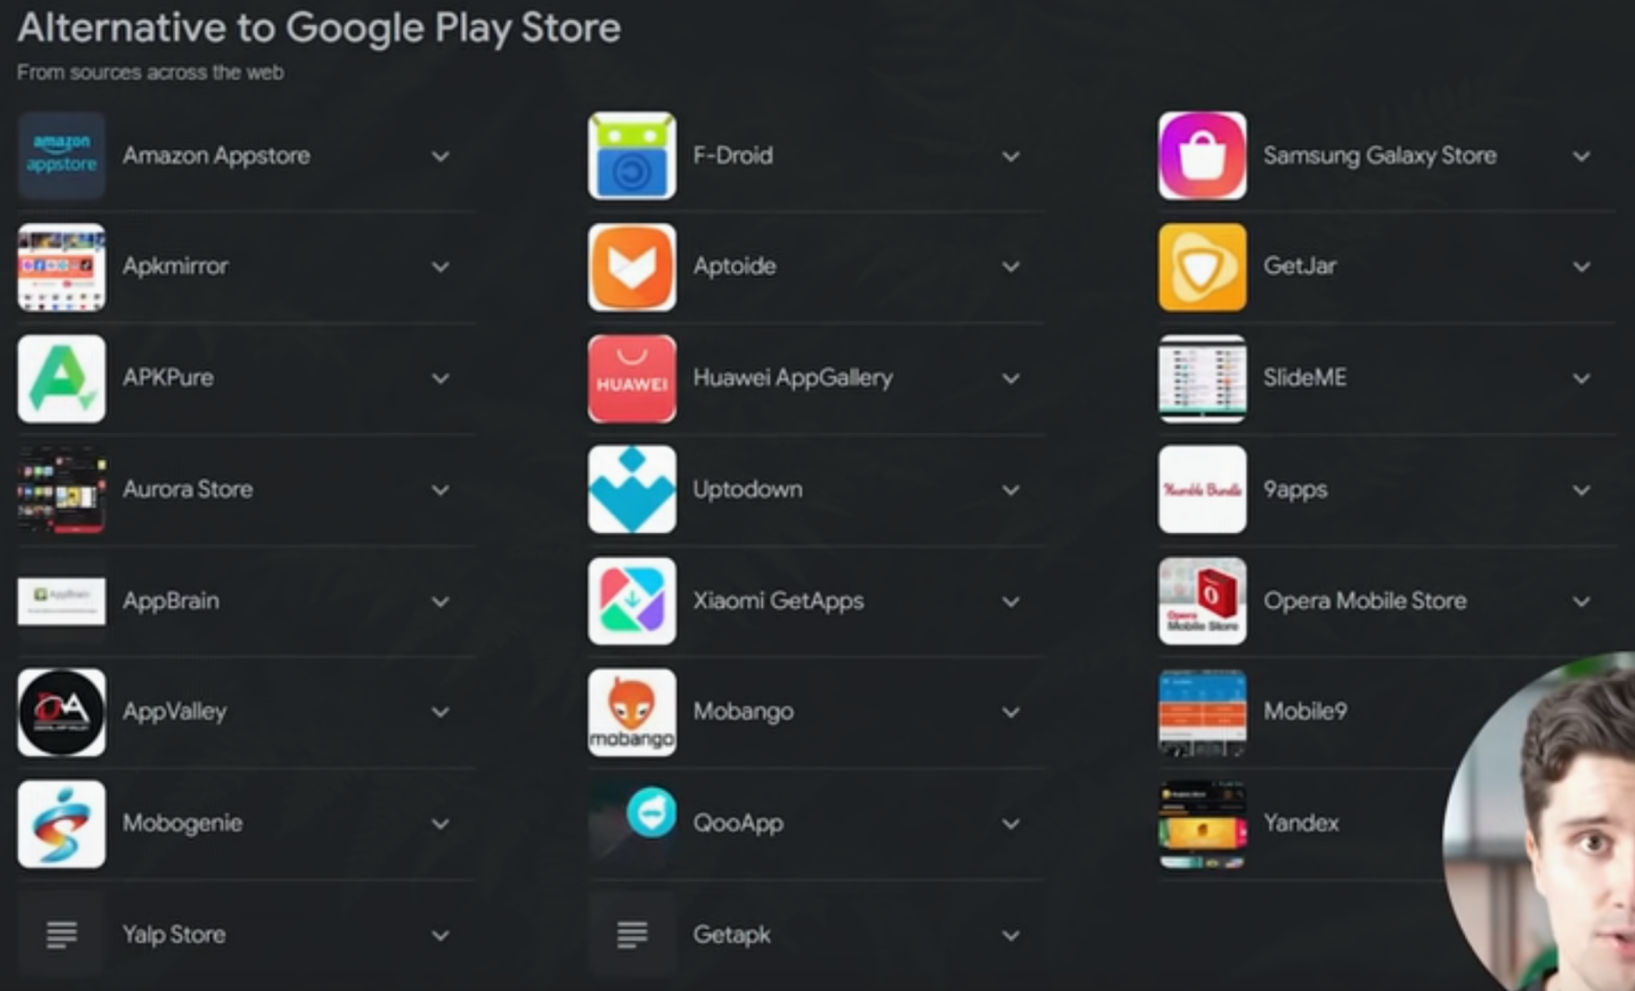 Alternative to Google Play Store
From sources across the web
amazon
appstore
Amazon Appstore
F-Droid
Samsung Galaxy Store
Apkmirror
Aptoide
GetJar
APKPure
HUAWEI
Huawei AppGallery
SlideME
Aurora Store
Uptodown
Humble Bundle
9apps
AppBrain
AppBrain
Xiaomi GetApps
Opera
Mobile Store
Opera Mobile Store
AppValley
mobango
Mobango
Mobile9
Mobogenie
QooApp
Yandex
Yalp Store
Getapk